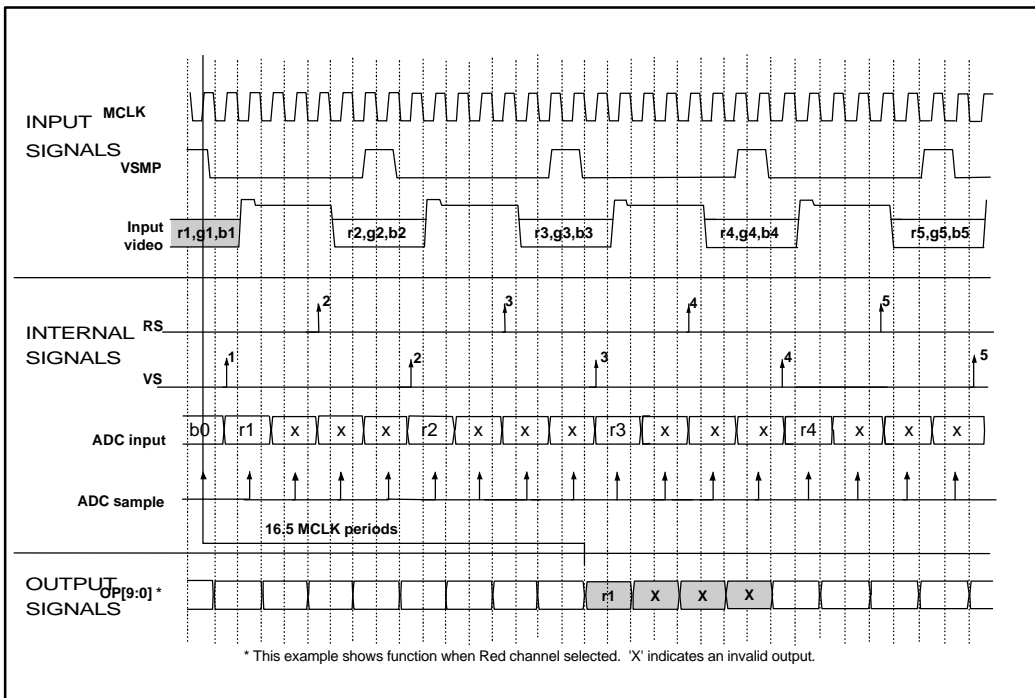 INPUT
SIGNALS
MCLK
VSMP
Input
video
r1,g1,b1
r2,g2,b2
r3,g3,b3
r4,g4,b4
r5,g5,b5
INTERNAL
SIGNALS
RS
2
3
4
5
VS
1
2
3
4
5
ADC input
b0 r1 x x x r2 x x x r3 x x x r4 x x x
ADC sample
16.5 MCLK periods
OUTPUT
SIGNALS
OP[9:0] *
r1 X X X
* This example shows function when Red channel selected. 'X' indicates an invalid output.